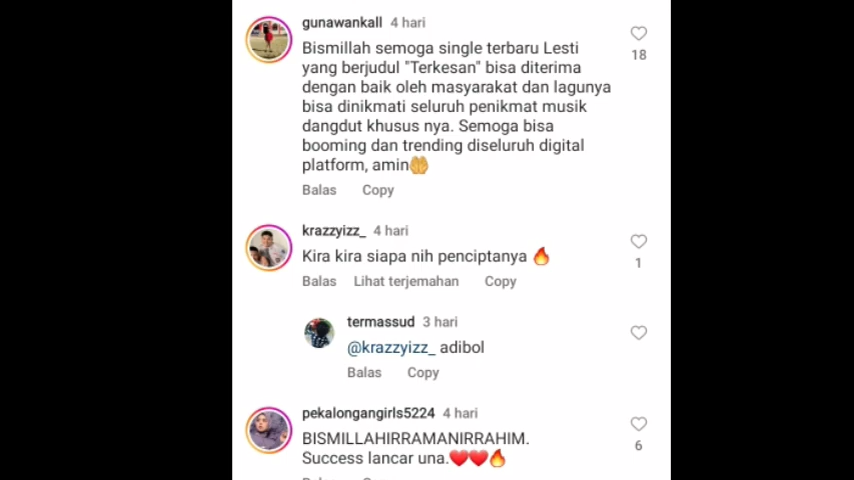 gunawankall 4 hari
Bismillah semoga single terbaru Lesti
yang berjudul "Terkesan" bisa diterima
dengan baik oleh masyarakat dan lagunya
bisa dinikmati seluruh penikmat musik
dangdut khusus nya. Semoga bisa
booming dan trending diseluruh digital
platform, amin🤲
18
Balas Copy
krazzyizz_ 4 hari
Kira kira siapa nih penciptanya 🔥
1
Balas Lihat terjemahan Copy
termassud 3 hari
@krazzyizz_ adibol
Balas Copy
pekalongangirls5224 4 hari
BISMILLAHIRRAMANIRRAHIM.
Success lancar una.❤️❤️🔥
6